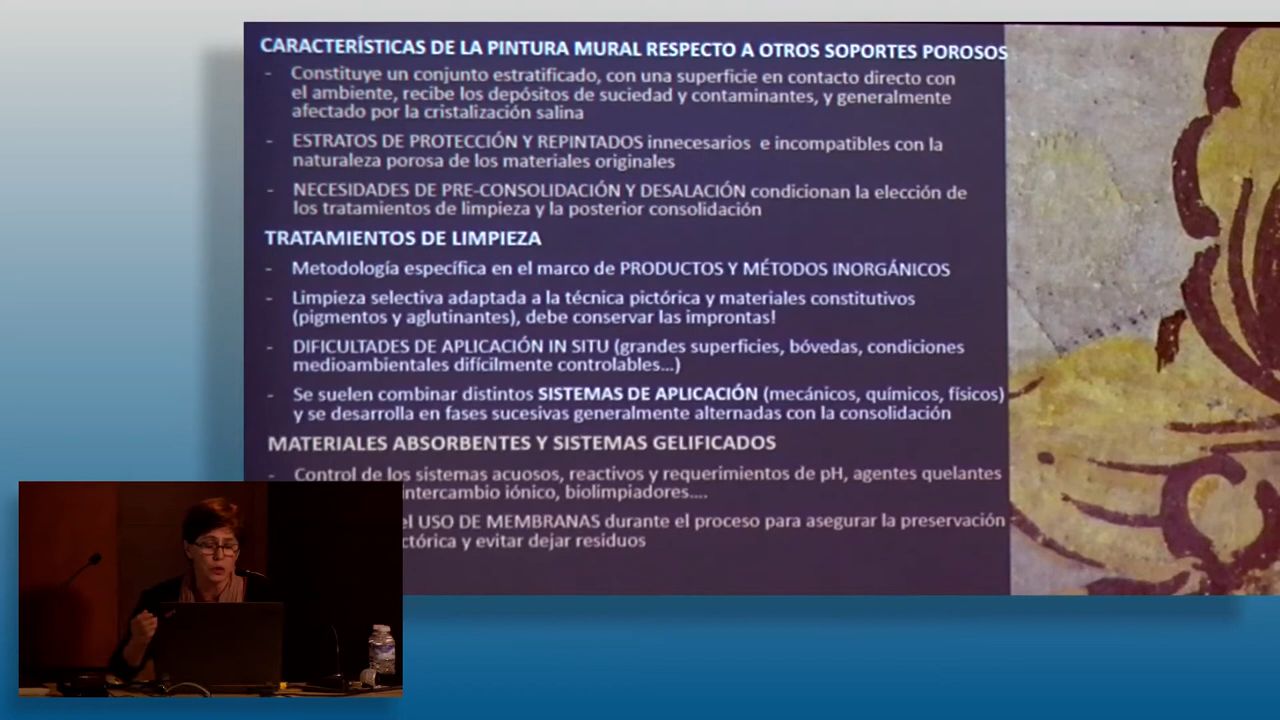 CARACTERÍSTICAS DE LA PINTURA MURAL RESPECTO A OTROS SOPORTES POROSOS
- Constituye un conjunto estratificado, con una superficie en contacto directo con
el ambiente, recibe los depósitos de suciedad y contaminantes, y generalmente
afectado por la cristalización salina
- ESTRATOS DE PROTECCIÓN Y REPINTADOS innecesarios e incompatibles con la
naturaleza porosa de los materiales originales
- NECESIDADES DE PRE-CONSOLIDACIÓN Y DESALACIÓN condicionan la elección de
los tratamientos de limpieza y la posterior consolidación
TRATAMIENTOS DE LIMPIEZA
- Metodología específica en el marco de PRODUCTOS Y MÉTODOS INORGÁNICOS
- Limpieza selectiva adaptada a la técnica pictórica y materiales constitutivos
(pigmentos y aglutinantes), debe conservar las improntas!
- DIFICULTADES DE APLICACIÓN IN SITU (grandes superficies, bóvedas, condiciones
medioambientales difícilmente controlables...)
- Se suelen combinar distintos SISTEMAS DE APLICACIÓN (mecánicos, químicos, físicos)
y se desarrolla en fases sucesivas generalmente alternadas con la consolidación
MATERIALES ABSORBENTES Y SISTEMAS GELIFICADOS
- Control de los sistemas acuosos, reactivos y requerimientos de pH, agentes quelantes
intercambio iónico, biolimpiadores....
el USO DE MEMBRANAS durante el proceso para asegurar la preservación
ctórica y evitar dejar residuos